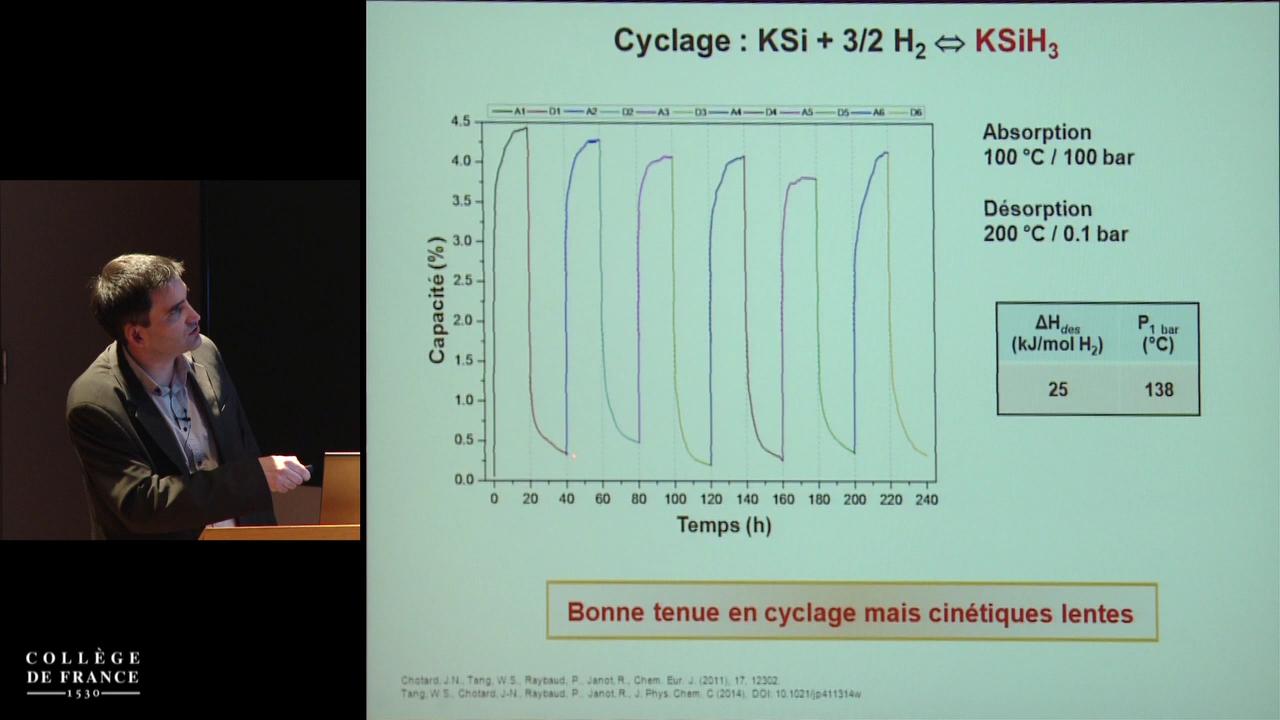 Cyclage : KSi + 3/2 H2 ⇔ KSiH3
A1 D1 A2 D2 A3 D3 A4 D4 A5 D5 A6 D6
4.5
4.0
3.5
3.0
2.5
2.0
1.5
1.0
0.5
0.0
Capacité (%)
0 20 40 60 80 100 120 140 160 180 200 220 240
Temps (h)
Absorption
100 °C / 100 bar
Désorption
200 °C / 0.1 bar
ΔHdes P1 bar
(kJ/mol H2) (°C)
25 138
Bonne tenue en cyclage mais cinétiques lentes
Chotard, J.N., Tang, W.S., Raybaud, P., Janot, R., Chem. Eur. J. (2011), 17, 12302.
Tang, W.S., Chotard, J-N., Raybaud, P., Janot, R., J. Phys. Chem. C (2014), DOI: 10.1021/jp411314w
COLLÈGE
DE FRANCE
1530